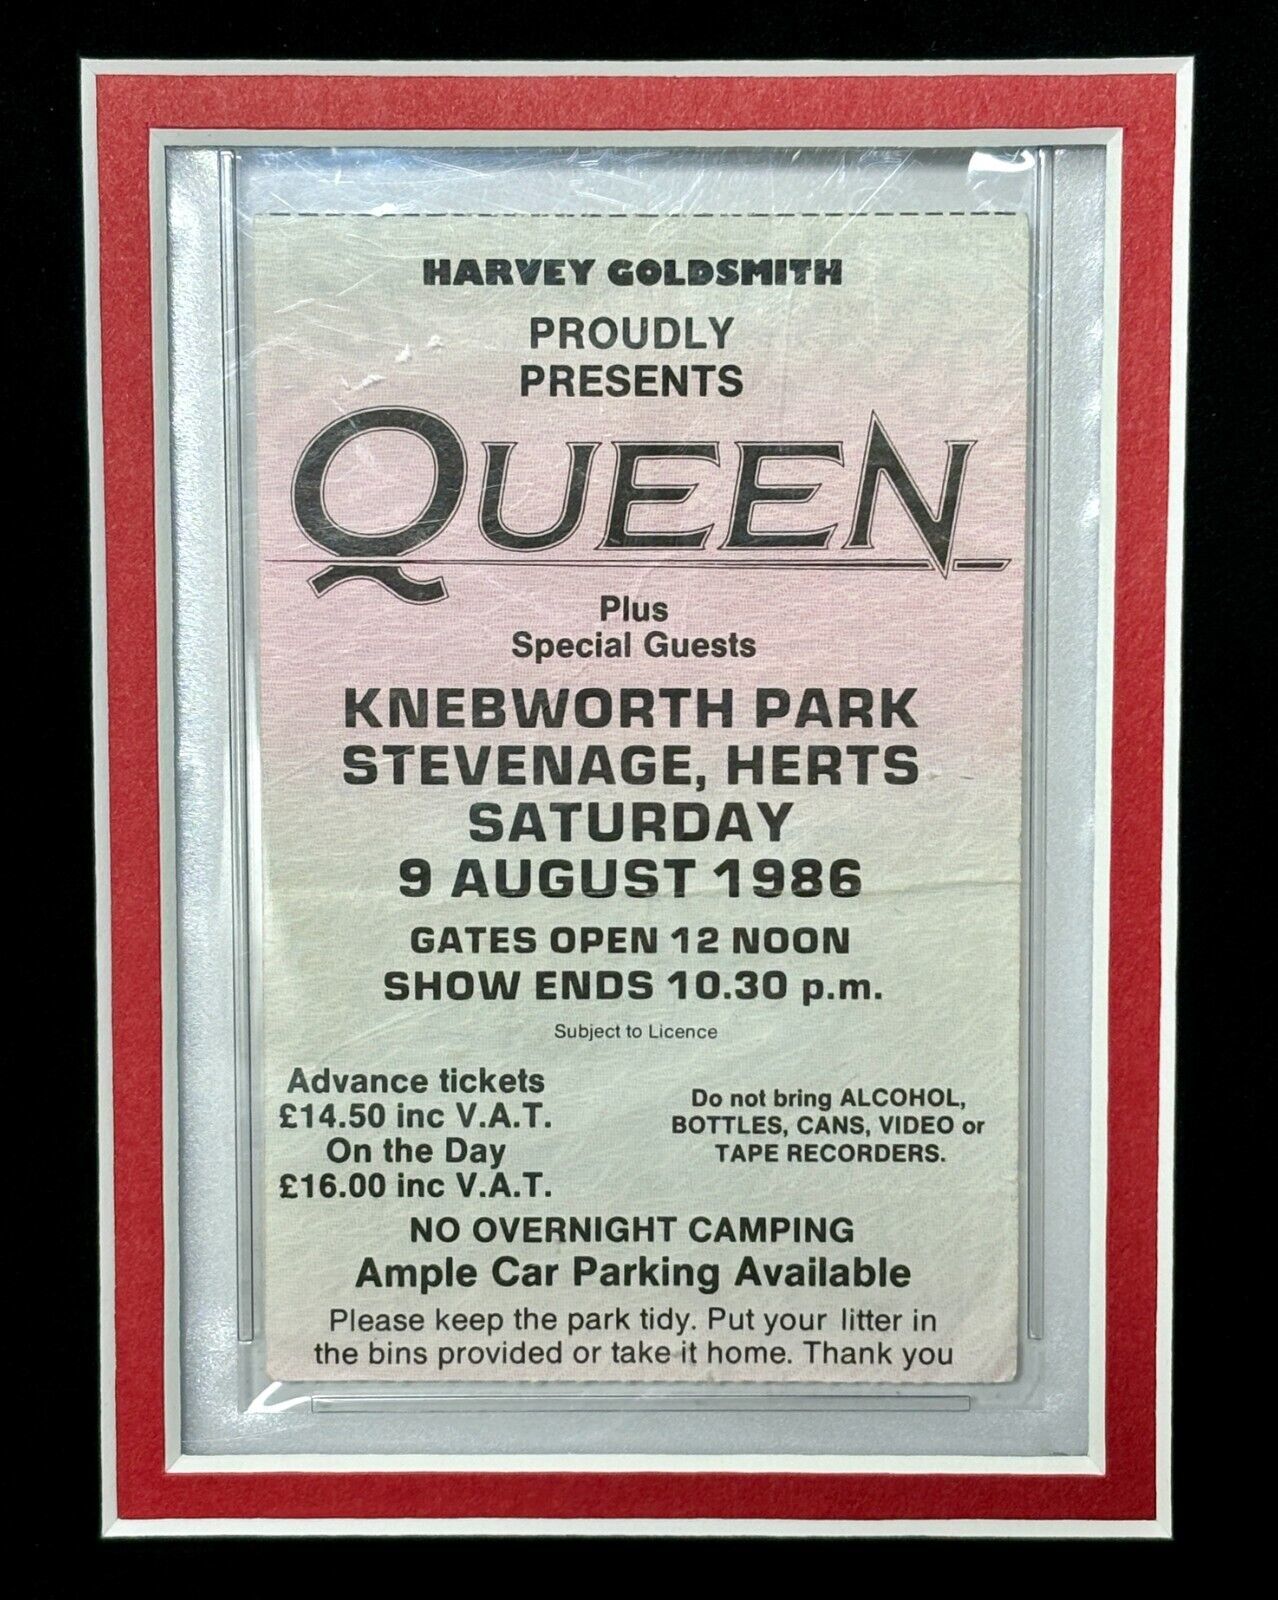 HARVEY GOLDSMITH
PROUDLY
PRESENTS
QUEEN
Plus
Special Guests
KNEBWORTH PARK
STEVENAGE, HERTS
SATURDAY
9 AUGUST 1986
GATES OPEN 12 NOON
SHOW ENDS 10.30 p.m.
Subject to Licence
Advance tickets
£14.50 inc V.A.T.
On the Day
£16.00 inc V.A.T.
Do not bring ALCOHOL,
BOTTLES, CANS, VIDEO or
TAPE RECORDERS.
NO OVERNIGHT CAMPING
Ample Car Parking Available
Please keep the park tidy. Put your litter in
the bins provided or take it home. Thank you